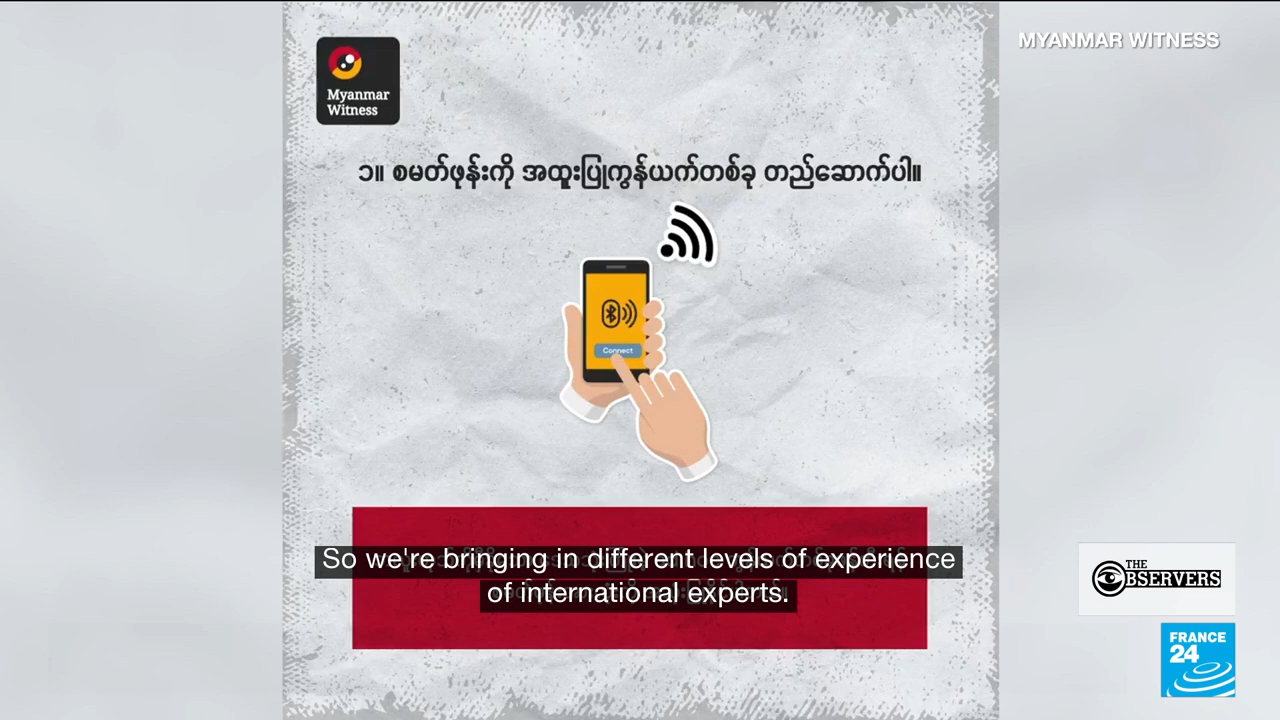 MYANMAR WITNESS
Myanmar
Witness
၁။ စမတ်ဖုန်းကို အထူးပြုကွန်ယက်တစ်ခု တည်ဆောက်ပါ။
Connect
So we're bringing in different levels of experience
of international experts.
THE
OBSERVERS
FRANCE
24